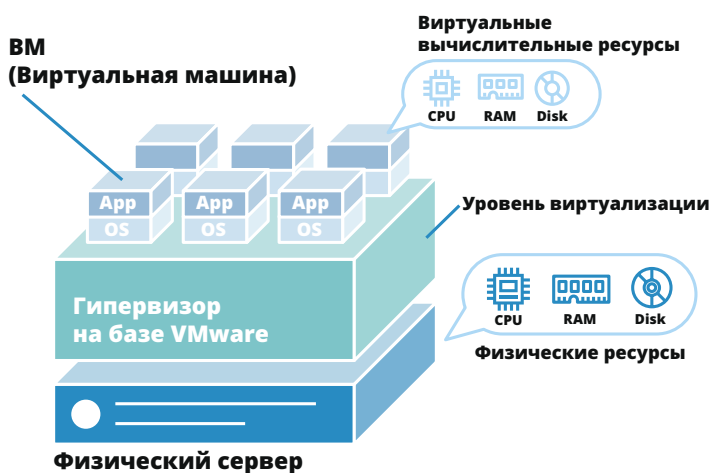 ВМ
(Виртуальная машина)
Виртуальные
вычислительные ресурсы
CPU RAM Disk
App App App
OS OS OS
Уровень виртуализации
Гипервизор
на базе VMware
CPU RAM Disk
Физические ресурсы
Физический сервер